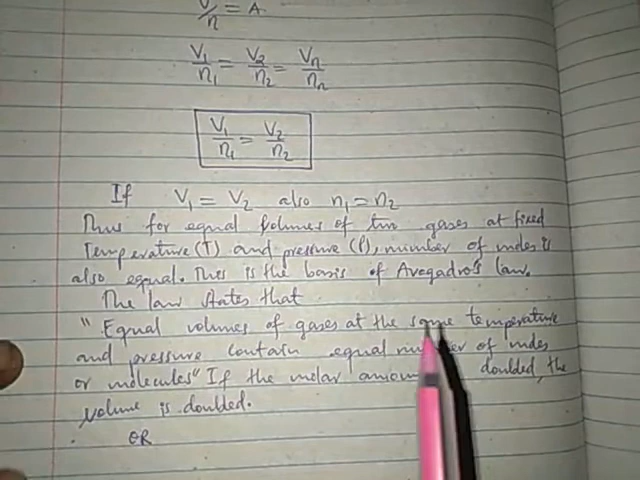 V/n = A
V1/n1 = V2/n2 = Vn/nn
V1/n1 = V2/n2
If V1 = V2 also n1 = n2
Thus for equal volumes of two gases at fixed
Temperature (T) and pressure (P), number of moles is
also equal. This is the basis of Avogadro's law.
The law states that
"Equal volumes of gases at the same temperature
and pressure contain equal number of moles
or molecules" If the molar amoun doubled, the
volume is doubled.
OR